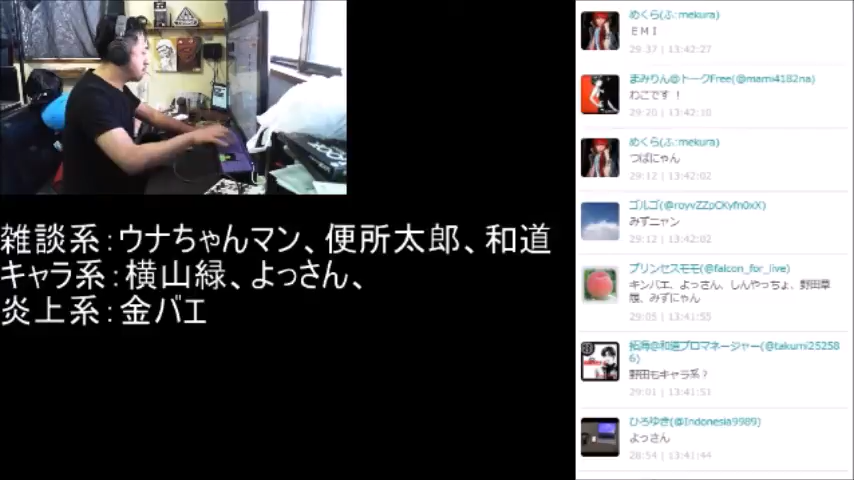 雑談系：ウナちゃんマン、便所太郎、和道
キャラ系：横山緑、よっさん、
炎上系：金バエ
めくら(ふ:mekura)
ＥＭＩ
29:37 | 13:42:27
まみりん@トークFree(@mami4182na)
わこです！
29:20 | 13:42:10
めくら(ふ:mekura)
つばにゃん
29:12 | 13:42:02
ゴルゴ(@royvZZpCKyfn0xX)
みずニャン
29:12 | 13:42:02
プリンセスモモ(@falcon_for_live)
キンバエ、よっさん、しんやっちょ、野田草
履、みずにゃん
29:05 | 13:41:55
拓海@和道プロマネージャー(@takumi252586)
野田もキャラ系？
29:01 | 13:41:51
ひろゆき(@Indonesia9989)
よっさん
28:54 | 13:41:44